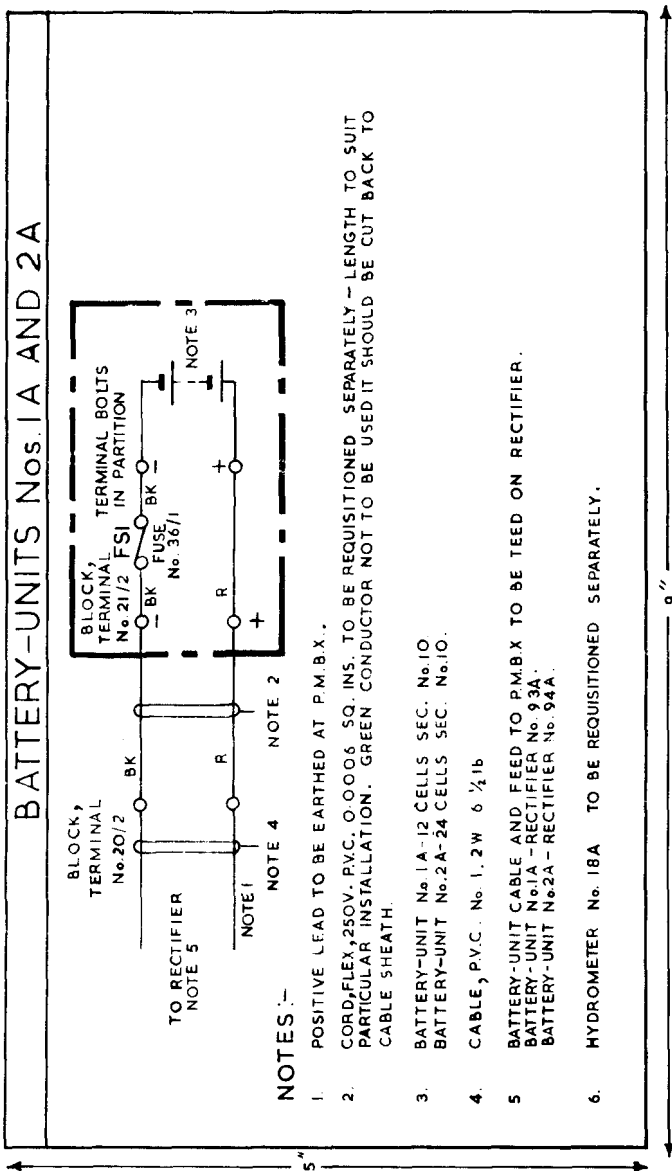 BATTERY-UNITS Nos. 1A AND 2A
BLOCK,
TERMINAL
No. 20/2
BLOCK,
TERMINAL
No. 21/2
FS1
TERMINAL BOLTS
IN PARTITION
BK
BK
BK
FUSE
No. 36/1
NOTE 3
R
R
-
-
+
+
TO RECTIFIER
NOTE 5
NOTE 1
NOTE 4
NOTE 2
NOTES:-
1. POSITIVE LEAD TO BE EARTHED AT P.M.B.X..
2. CORD, FLEX, 250V. P.V.C. 0·0006 SQ. INS. TO BE REQUISITIONED SEPARATELY - LENGTH TO SUIT
PARTICULAR INSTALLATION. GREEN CONDUCTOR NOT TO BE USED IT SHOULD BE CUT BACK TO
CABLE SHEATH.
3. BATTERY-UNIT No. 1A-12 CELLS SEC. No.10
BATTERY-UNIT No. 2A-24 CELLS SEC. No.10.
4. CABLE, P.V.C. No. 1, 2W 6 ½ lb
5 BATTERY-UNIT CABLE AND FEED TO P.M.B.X TO BE TEED ON RECTIFIER.
BATTERY-UNIT No.1A -RECTIFIER No. 93A.
BATTERY-UNIT No.2A - RECTIFIER No. 94A.
6. HYDROMETER No. 18A TO BE REQUISITIONED SEPARATELY.
5"